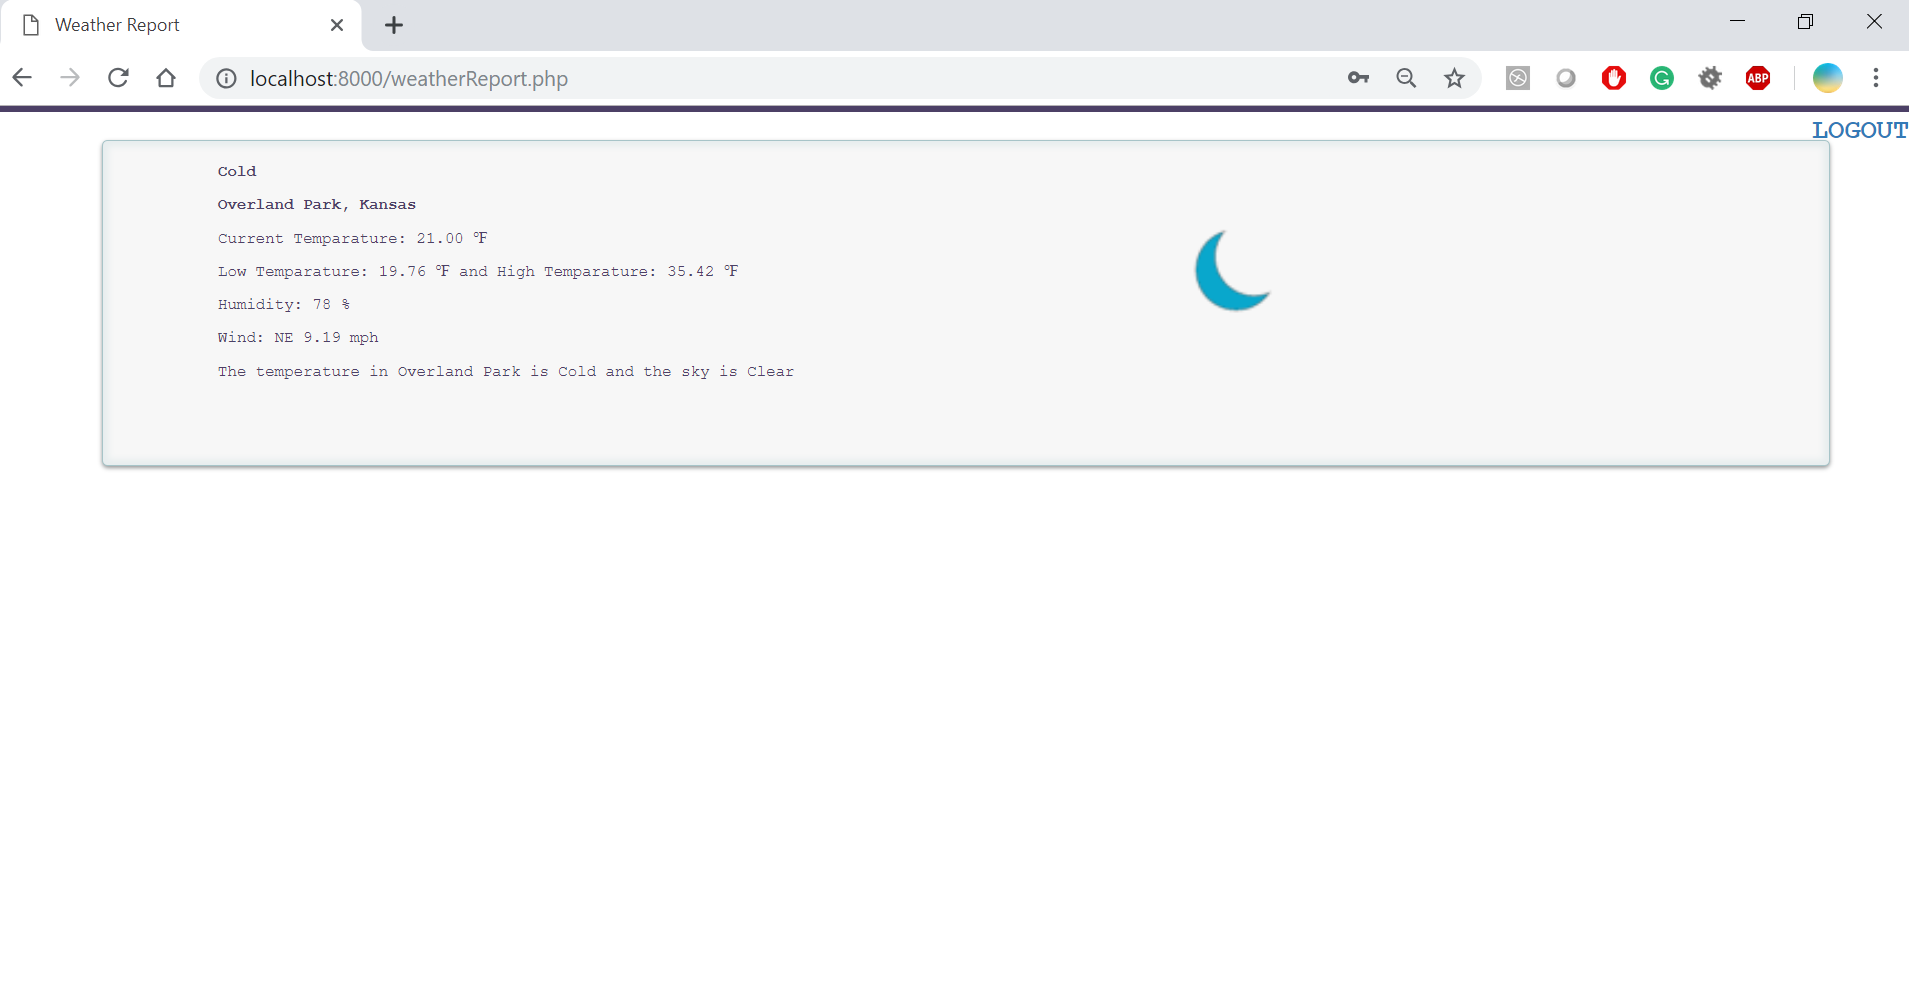 Weather Report
localhost:8000/weatherReport.php
ABP
LOGOUT
Cold
Overland Park, Kansas
Current Temparature: 21.00 °F
Low Temparature: 19.76 °F and High Temparature: 35.42 °F
Humidity: 78 %
Wind: NE 9.19 mph
The temperature in Overland Park is Cold and the sky is Clear